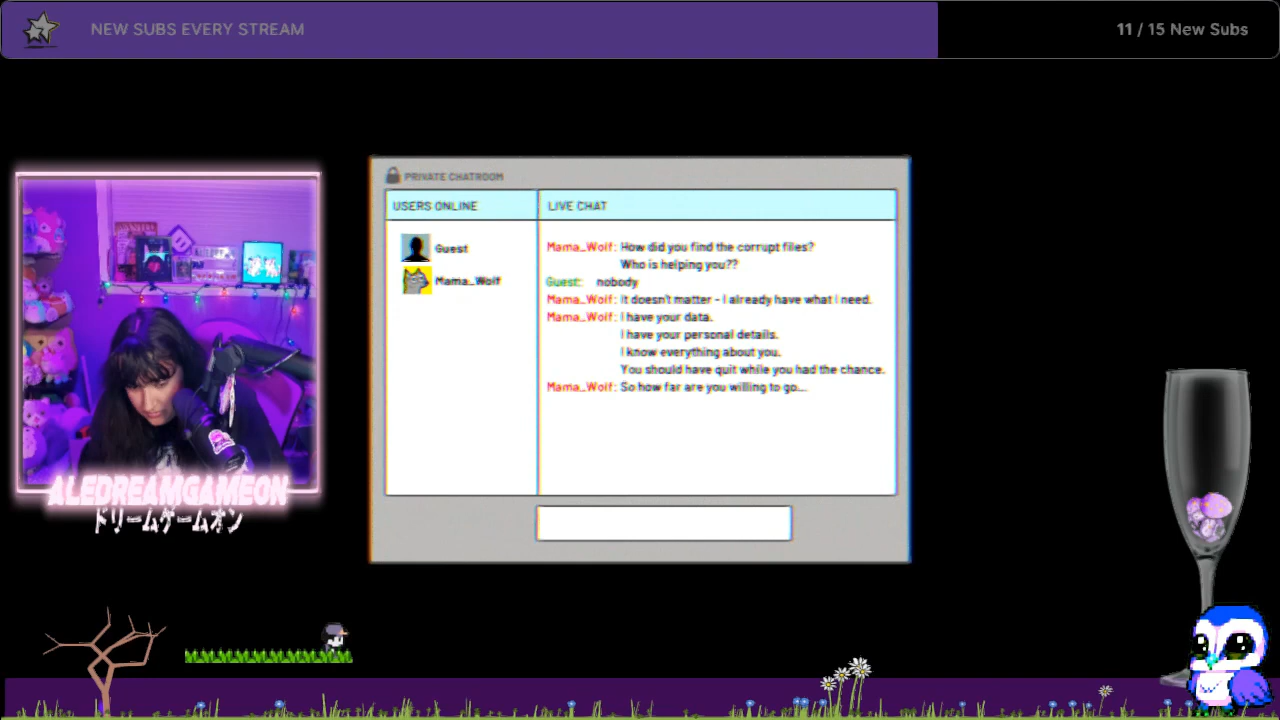 NEW SUBS EVERY STREAM
11 / 15 New Subs
PRIVATE CHATROOM
USERS ONLINE
LIVE CHAT
Guest
Mama_Wolf
Mama_Wolf: How did you find the corrupt files?
Who is helping you??
Guest: nobody
Mama_Wolf: It doesn't matter - I already have what I need.
Mama_Wolf: I have your data.
I have your personal details.
I know everything about you.
You should have quit while you had the chance.
Mama_Wolf: So how far are you willing to go...
ALEDREAMGAMEON
ドリームゲームオン